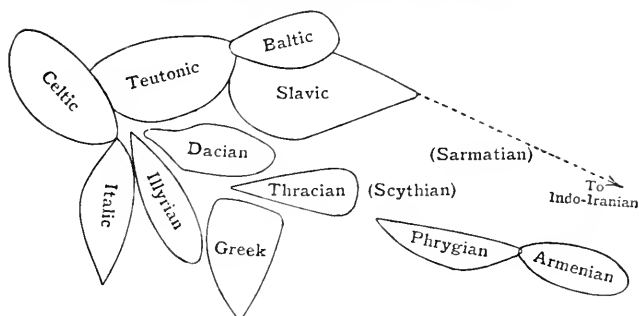 Baltic
Celtic
Teutonic
Slavic
Dacian
(Sarmatian)
To
Indo-Iranian
Italic
Illyrian
Thracian
(Scythian)
Greek
Phrygian
Armenian